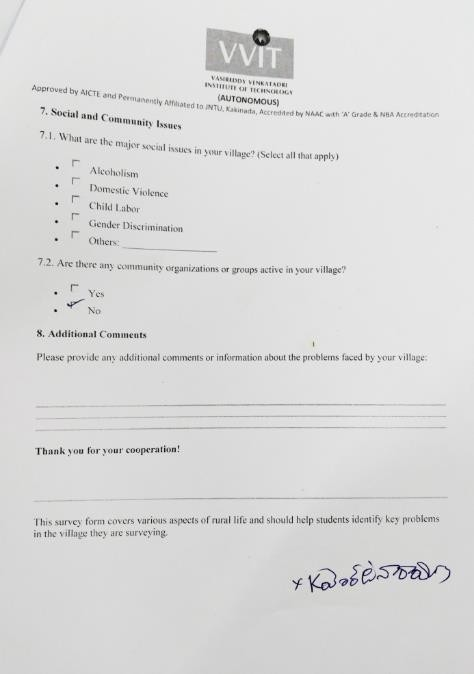 VVIT
VASIREDDY VENKATADRI
INSTITUTE OF TECHNOLOGY
(AUTONOMOUS)
Approved by AICTE and Permanently Affiliated to JNTU, Kakinada, Accredited by NAAC with 'A' Grade & NBA Accreditation
7. Social and Community Issues
7.1. What are the major social issues in your village? (Select all that apply)
Alcoholism
Domestic Violence
Child Labor
Gender Discrimination
Others:
7.2. Are there any community organizations or groups active in your village?
Yes
No
8. Additional Comments
Please provide any additional comments or information about the problems faced by your village:
Thank you for your cooperation!
This survey form covers various aspects of rural life and should help students identify key problems
in the village they are surveying.